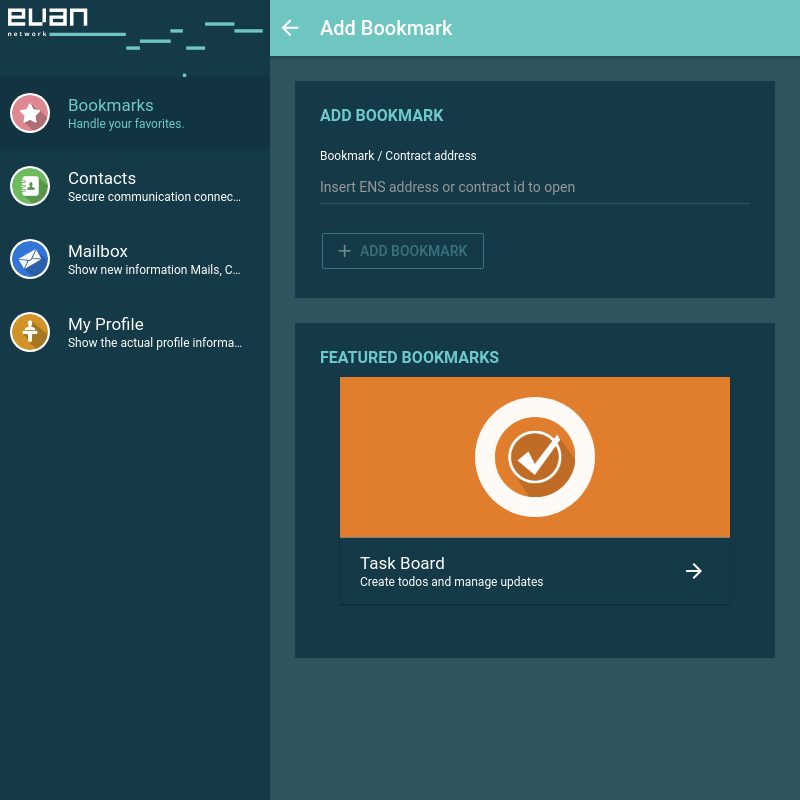 evan
network
Bookmarks
Handle your favorites.
Contacts
Secure communication connec...
Mailbox
Show new information Mails, C...
My Profile
Show the actual profile informa...
Add Bookmark
ADD BOOKMARK
Bookmark / Contract address
Insert ENS address or contract id to open
+ ADD BOOKMARK
FEATURED BOOKMARKS
Task Board
Create todos and manage updates